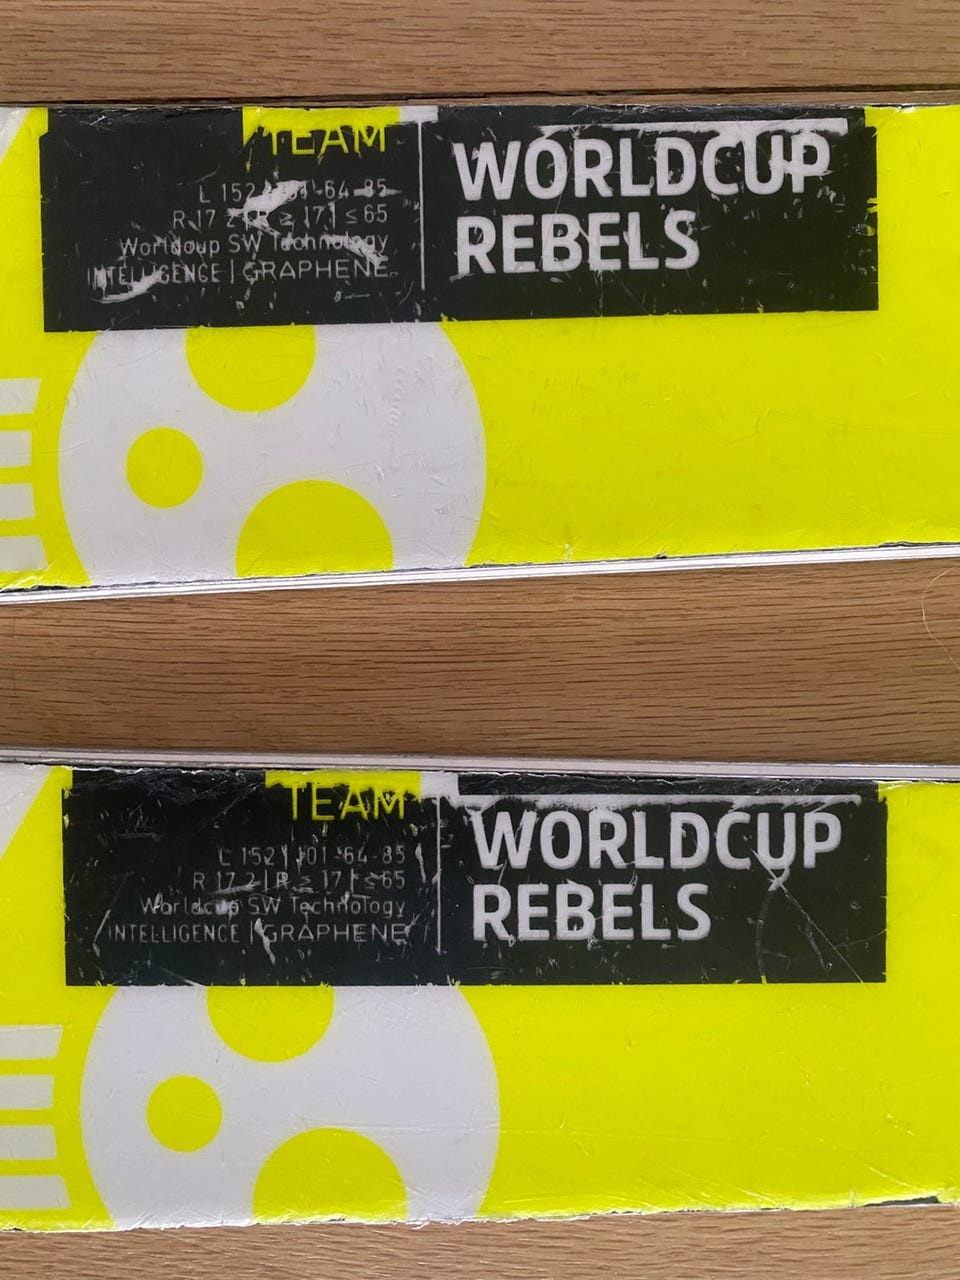 TEAM
L 152 | 101-64-85
R 17.2 | R ≥ 17 | ≤ 65
Worldcup SW Technology
INTELLIGENCE | GRAPHENE
WORLDCUP
REBELS
TEAM
L 152 | 101-64-85
R 17.2 | R ≥ 17 | ≤ 65
Worldcup SW Technology
INTELLIGENCE | GRAPHENE
WORLDCUP
REBELS